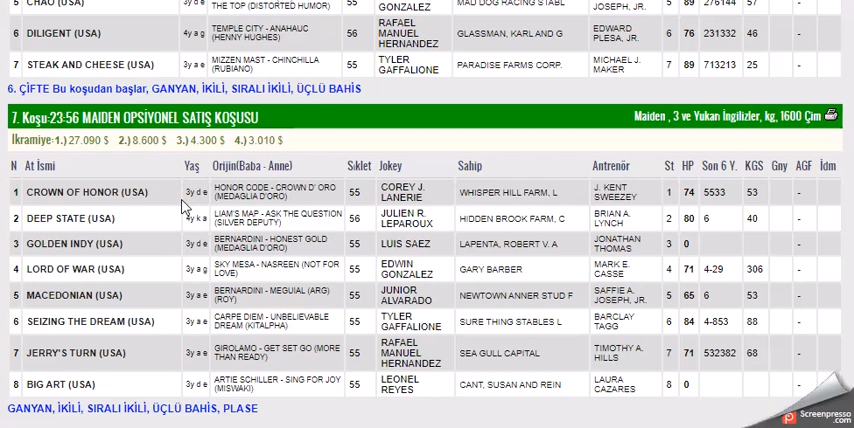 5 CHAO (USA) 3y d e THE TOP (DISTORTED HUMOR) 55 GONZALEZ MAD DOG RACING STABL JOSEPH, JR. 5 89 276144 57 -
6 DILIGENT (USA) 4y a g TEMPLE CITY - ANAHAUC (HENNY HUGHES) 56 RAFAEL MANUEL HERNANDEZ GLASSMAN, KARL AND G EDWARD PLESA, JR. 6 76 231332 46 -
7 STEAK AND CHEESE (USA) 3y a e MIZZEN MAST - CHINCHILLA (RUBIANO) 55 TYLER GAFFALIONE PARADISE FARMS CORP. MICHAEL J. MAKER 7 89 713213 25 -
6. ÇİFTE Bu koşudan başlar, GANYAN, İKİLİ, SIRALI İKİLİ, ÜÇLÜ BAHİS
7. Koşu:23:56 MAIDEN OPSİYONEL SATIŞ KOŞUSU Maiden , 3 ve Yukarı İngilizler, kg, 1600 Çim
İkramiye: 1.) 27.090 $ 2.) 8.600 $ 3.) 4.300 $ 4.) 3.010 $
N At İsmi Yaş Orijin(Baba - Anne) Sıklet Jokey Sahip Antrenör St HP Son 6 Y. KGS Gny AGF İdm
1 CROWN OF HONOR (USA) 3y d e HONOR CODE - CROWN D' ORO (MEDAGLIA D'ORO) 55 COREY J. LANERIE WHISPER HILL FARM, L J. KENT SWEEZEY 1 74 5533 53 -
2 DEEP STATE (USA) 4y k a LIAM'S MAP - ASK THE QUESTION (SILVER DEPUTY) 56 JULIEN R. LEPAROUX HIDDEN BROOK FARM, C BRIAN A. LYNCH 2 80 6 40 -
3 GOLDEN INDY (USA) 3y d e BERNARDINI - HONEST GOLD (MEDAGLIA D'ORO) 55 LUIS SAEZ LAPENTA, ROBERT V. A JONATHAN THOMAS 3 0 -
4 LORD OF WAR (USA) 3y a g SKY MESA - NASREEN (NOT FOR LOVE) 55 EDWIN GONZALEZ GARY BARBER MARK E. CASSE 4 71 4-29 306 -
5 MACEDONIAN (USA) 3y a e BERNARDINI - MEGUIAL (ARG) (ROY) 55 JUNIOR ALVARADO NEWTOWN ANNER STUD F SAFFIE A. JOSEPH, JR. 5 65 6 53 -
6 SEIZING THE DREAM (USA) 3y a e CARPE DIEM - UNBELIEVABLE DREAM (KITALPHA) 55 TYLER GAFFALIONE SURE THING STABLES L BARCLAY TAGG 6 84 4-853 88 -
7 JERRY'S TURN (USA) 3y a e GIROLAMO - GET SET GO (MORE THAN READY) 55 RAFAEL MANUEL HERNANDEZ SEA GULL CAPITAL TIMOTHY A. HILLS 7 71 532382 68 -
8 BIG ART (USA) 3y d e ARTIE SCHILLER - SING FOR JOY (MISWAKI) 55 LEONEL REYES CANT, SUSAN AND REIN LAURA CAZARES 8 0 -
GANYAN, İKİLİ, SIRALI İKİLİ, ÜÇLÜ BAHİS, PLASE
Screenpresso
.com